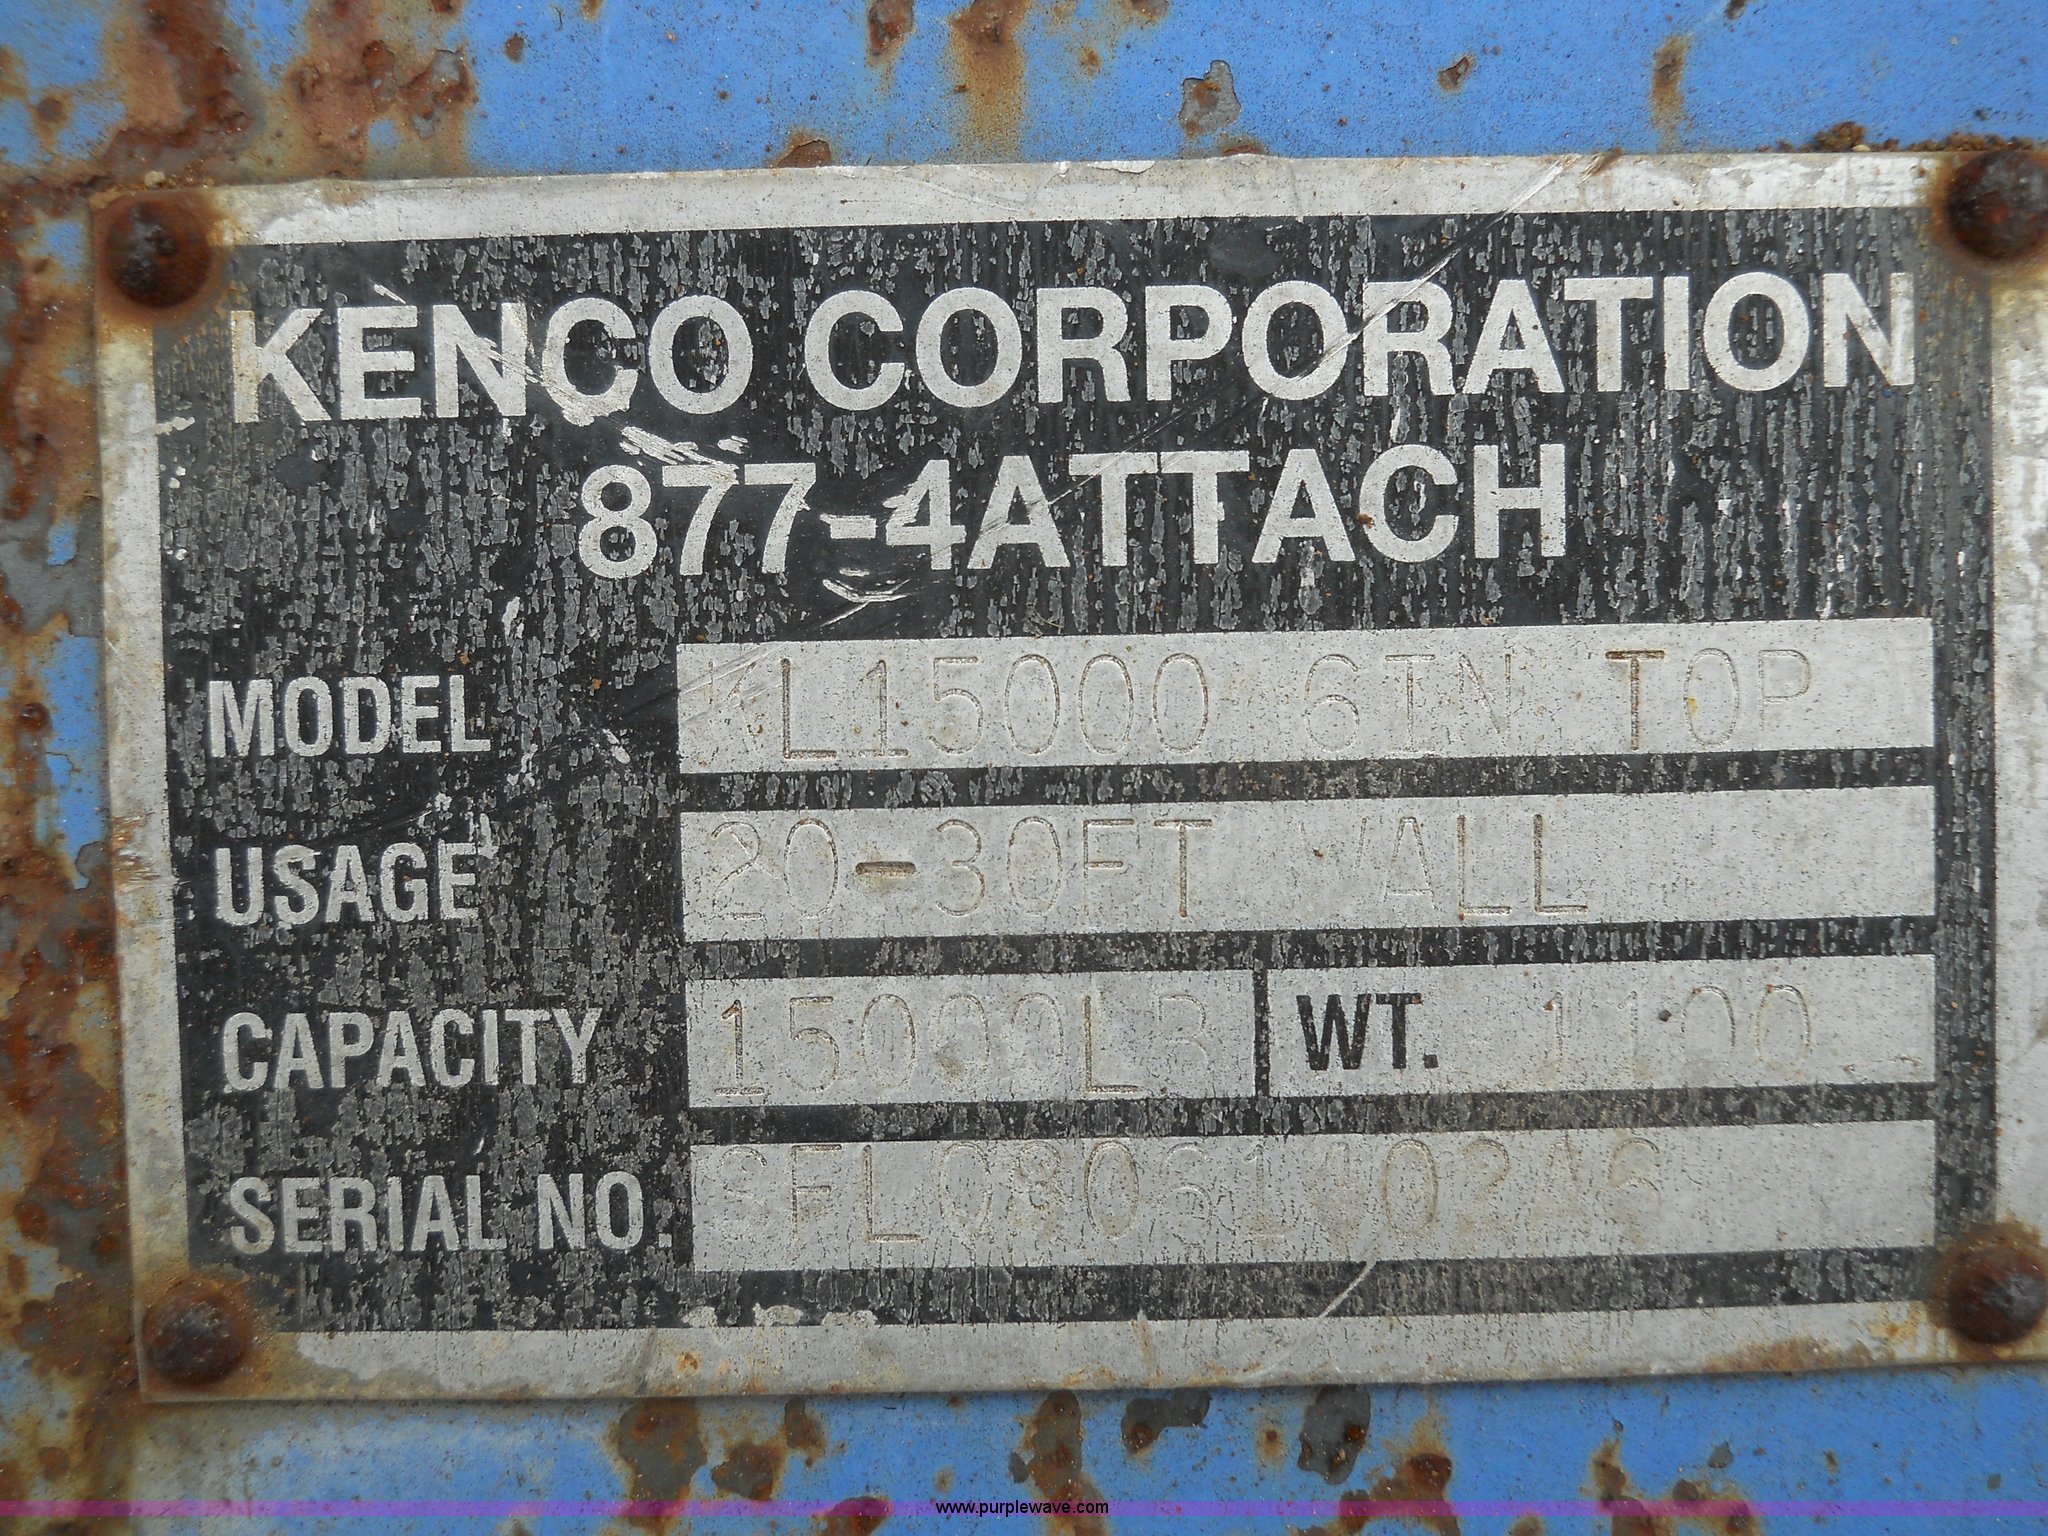 KENCO CORPORATION
877-4ATTACH
MODEL KL15000 6IN TOP
USAGE 20-30FT WALL
CAPACITY 15000LB WT. 1100
SERIAL NO.
www.purplewave.com